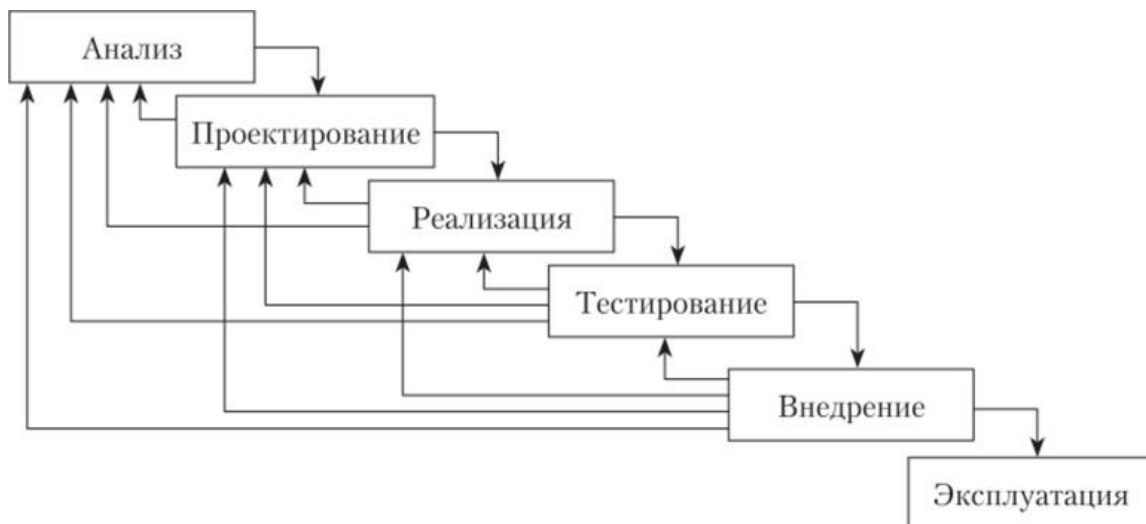 Анализ
Проектирование
Реализация
Тестирование
Внедрение
Эксплуатация